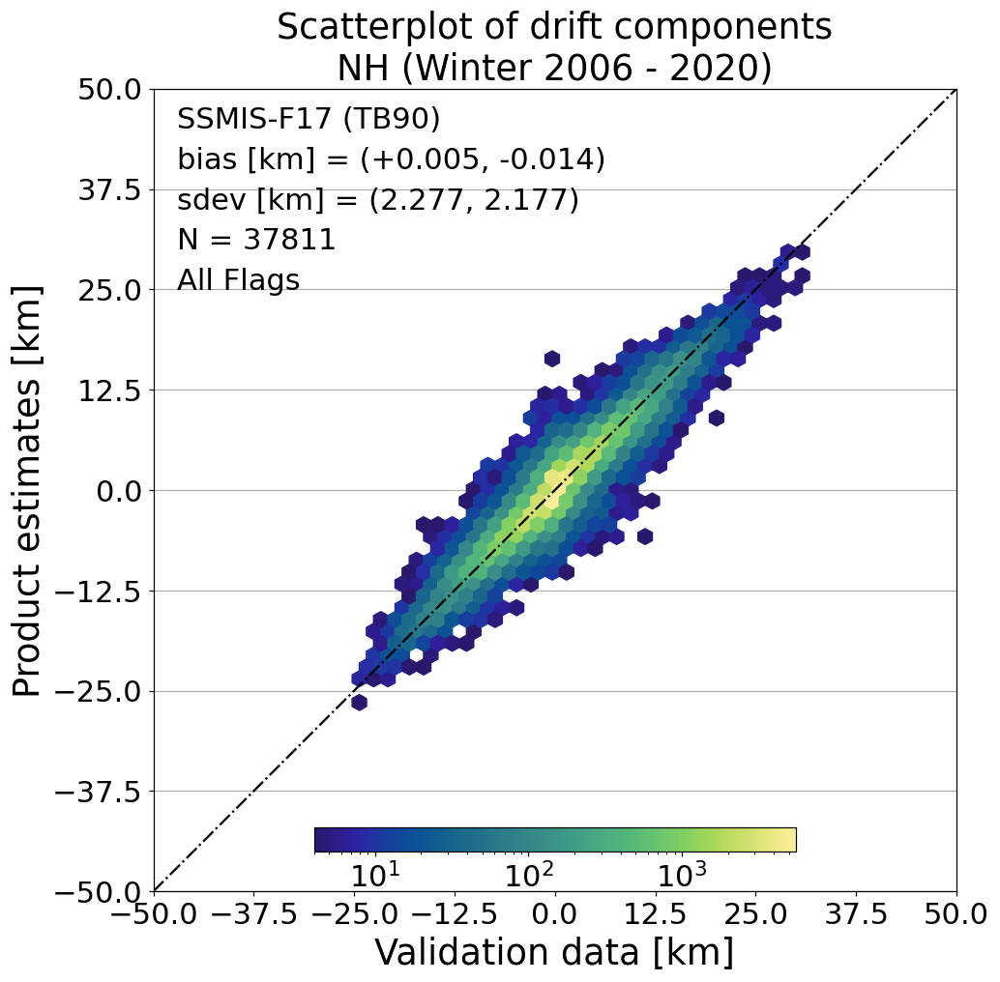 Scatterplot of drift components
NH (Winter 2006 - 2020)
50.0
37.5
25.0
12.5
0.0
−12.5
−25.0
−37.5
−50.0
Product estimates [km]
SSMIS-F17 (TB90)
bias [km] = (+0.005, -0.014)
sdev [km] = (2.277, 2.177)
N = 37811
All Flags
10¹ 10² 10³
−50.0 −37.5 −25.0 −12.5 0.0 12.5 25.0 37.5 50.0
Validation data [km]